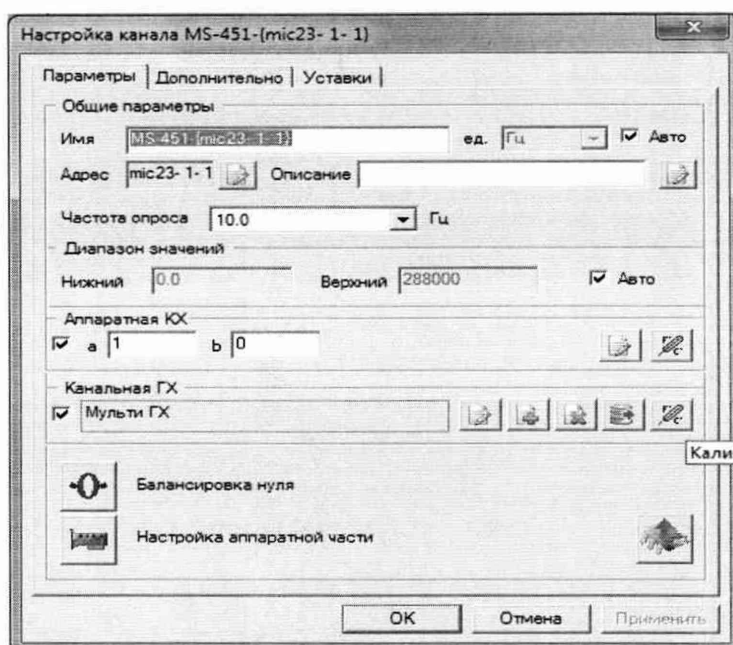 Настройка канала MS-451-{mic23- 1- 1}
Параметры Дополнительно Уставки
Общие параметры
Имя MS-451-{mic23- 1- 1} ед. Гц Авто
Адрес mic23- 1- 1 Описание
Частота опроса 10.0 Гц
Диапазон значений
Нижний 0.0 Верхний 288000 Авто
Аппаратная КХ
a 1 b 0
Канальная ГХ
Мульти ГХ
Кали
Балансировка нуля
Настройка аппаратной части
OK Отмена Применить